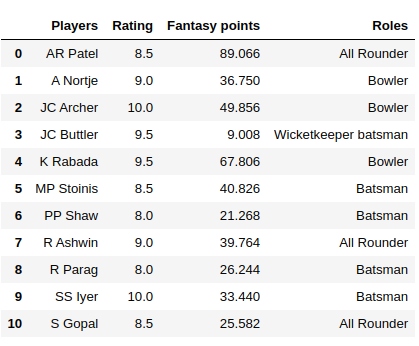 Players Rating Fantasy points Roles
0 AR Patel 8.5 89.066 All Rounder
1 A Nortje 9.0 36.750 Bowler
2 JC Archer 10.0 49.856 Bowler
3 JC Buttler 9.5 9.008 Wicketkeeper batsman
4 K Rabada 9.5 67.806 Bowler
5 MP Stoinis 8.5 40.826 Batsman
6 PP Shaw 8.0 21.268 Batsman
7 R Ashwin 9.0 39.764 All Rounder
8 R Parag 8.0 26.244 Batsman
9 SS Iyer 10.0 33.440 Batsman
10 S Gopal 8.5 25.582 All Rounder